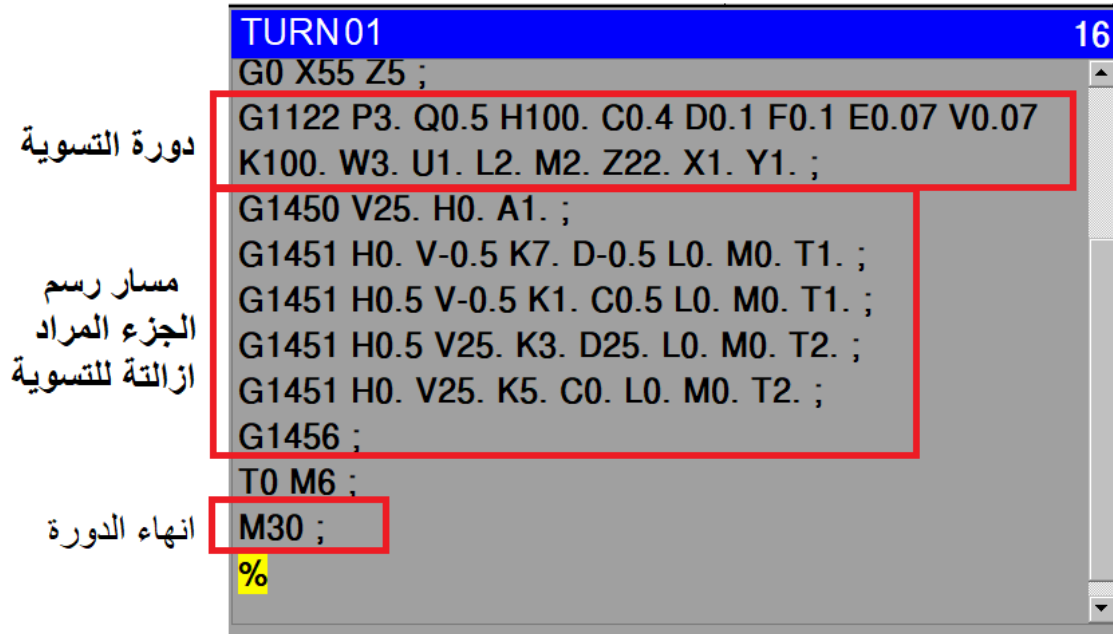 TURN01 16
G0 X55 Z5 ;
دورة التسوية
G1122 P3. Q0.5 H100. C0.4 D0.1 F0.1 E0.07 V0.07
K100. W3. U1. L2. M2. Z22. X1. Y1. ;
مسار رسم
الجزء المراد
ازالتة للتسوية
G1450 V25. H0. A1. ;
G1451 H0. V-0.5 K7. D-0.5 L0. M0. T1. ;
G1451 H0.5 V-0.5 K1. C0.5 L0. M0. T1. ;
G1451 H0.5 V25. K3. D25. L0. M0. T2. ;
G1451 H0. V25. K5. C0. L0. M0. T2. ;
G1456 ;
T0 M6 ;
انهاء الدورة
M30 ;
%